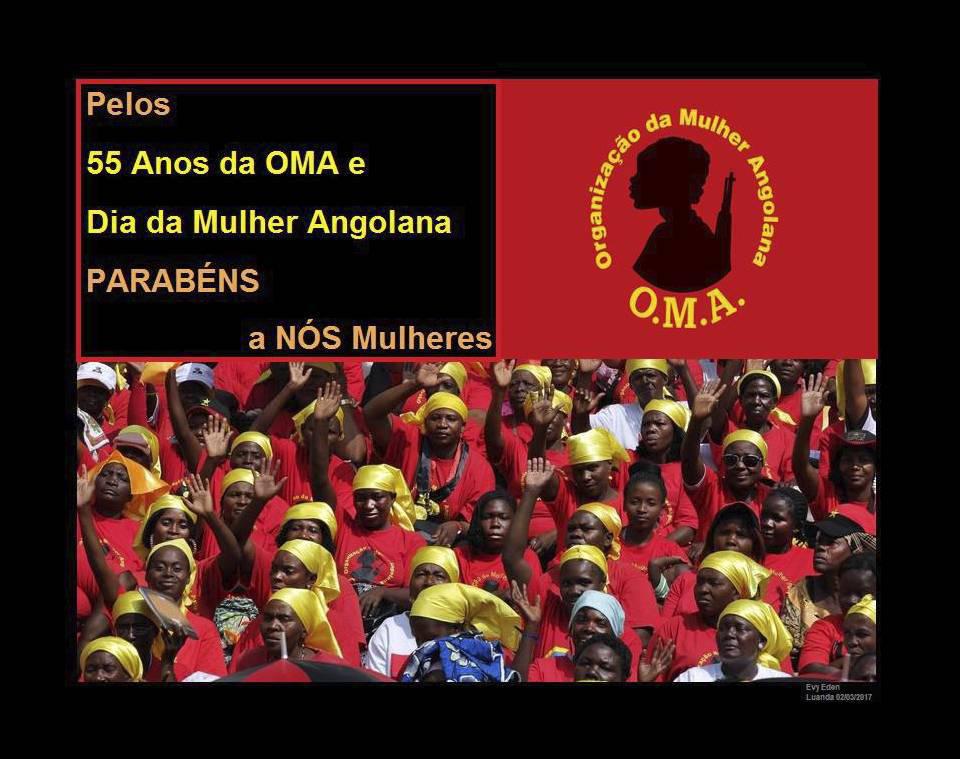 Pelos
55 Anos da OMA e
Dia da Mulher Angolana
PARABÉNS
a NÓS Mulheres
Organização da Mulher Angolana
O.M.A.
Evy Eden
Luanda 02/03/2017